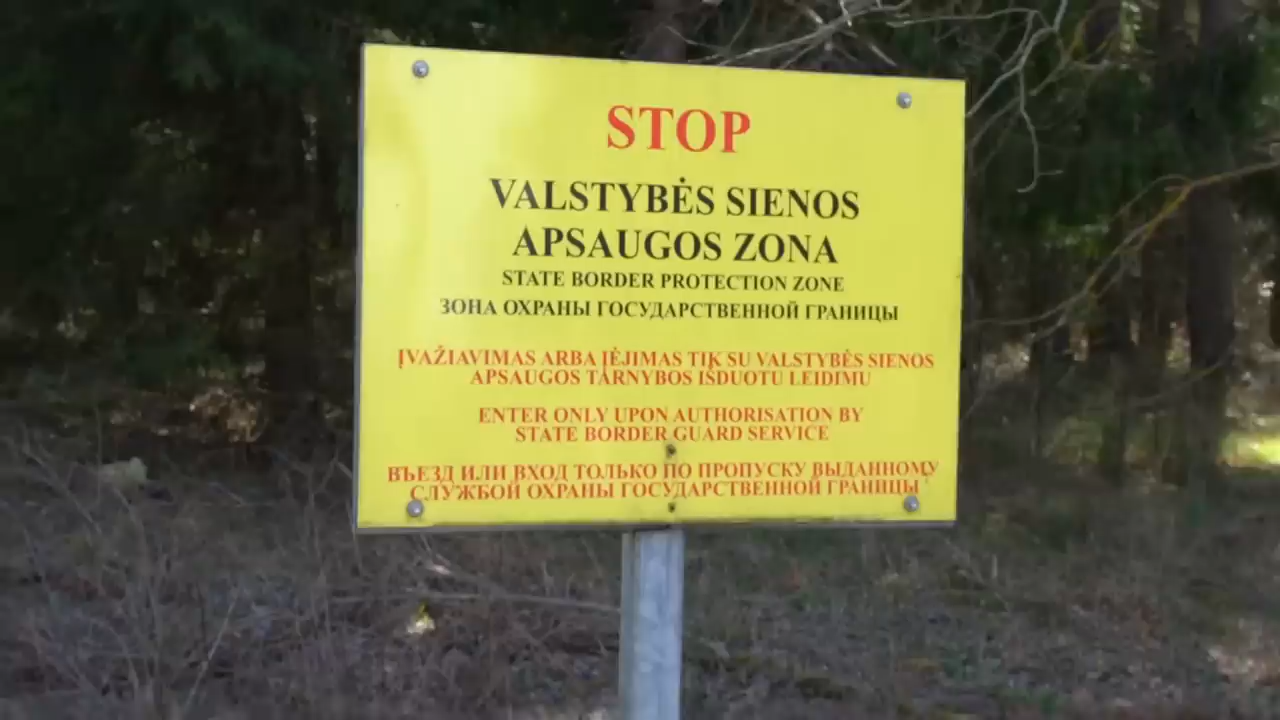 STOP
VALSTYBĖS SIENOS
APSAUGOS ZONA
STATE BORDER PROTECTION ZONE
ЗОНА ОХРАНЫ ГОСУДАРСТВЕННОЙ ГРАНИЦЫ
ĮVAŽIAVIMAS ARBA ĮĖJIMAS TIK SU VALSTYBĖS SIENOS
APSAUGOS TARNYBOS IŠDUOTU LEIDIMU
ENTER ONLY UPON AUTHORISATION BY
STATE BORDER GUARD SERVICE
ВЪЕЗД ИЛИ ВХОД ТОЛЬКО ПО ПРОПУСКУ ВЫДАННОМУ
СЛУЖБОЙ ОХРАНЫ ГОСУДАРСТВЕННОЙ ГРАНИЦЫ